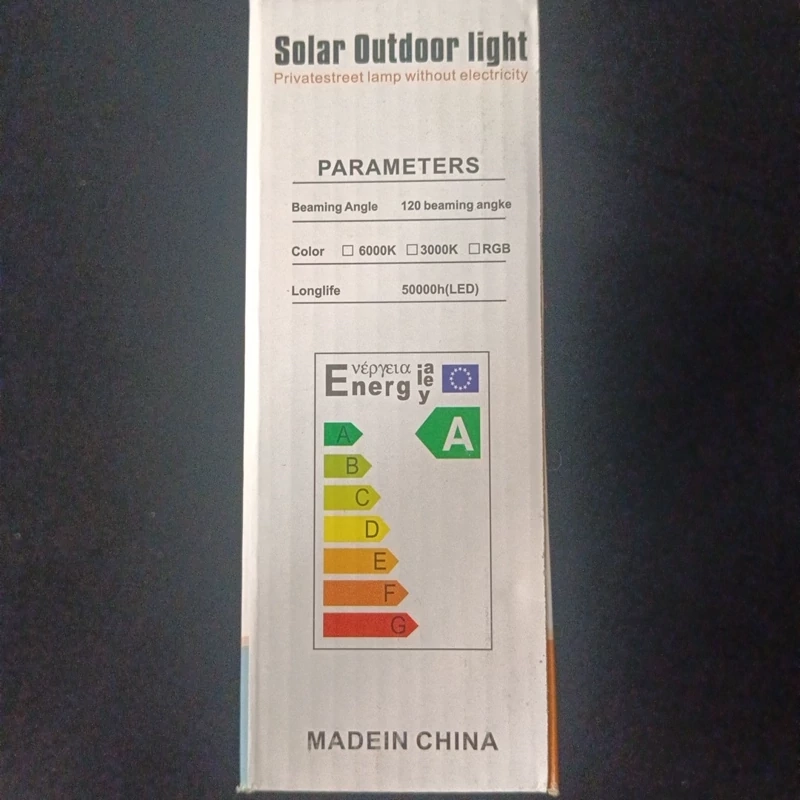 Solar Outdoor light
Privatestreet lamp without electricity
PARAMETERS
Beaming Angle 120 beaming angke
Color ☐ 6000K ☐ 3000K ☐ RGB
Longlife 50000h(LED)
Energ νέργεια ia ie y
A
A
B
C
D
E
F
G
MADEIN CHINA